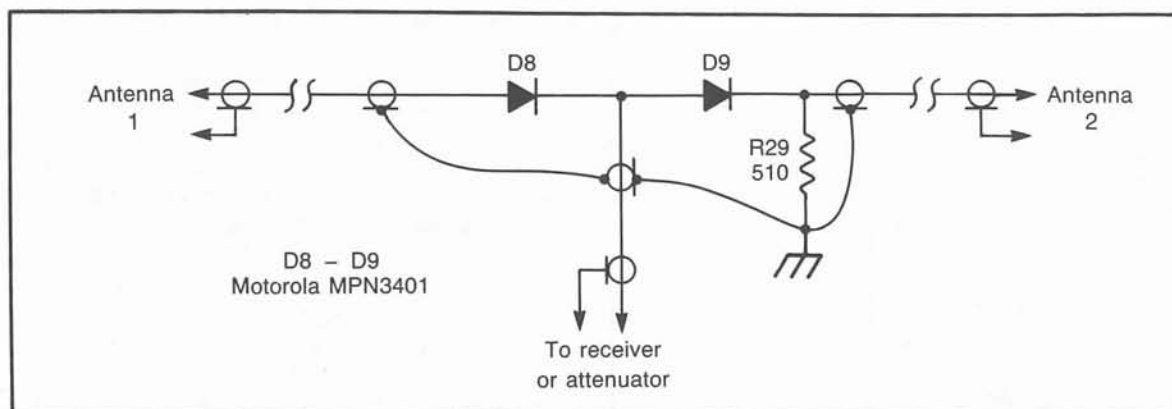 D8
D9
Antenna
1
Antenna
2
R29
510
D8 – D9
Motorola MPN3401
To receiver
or attenuator